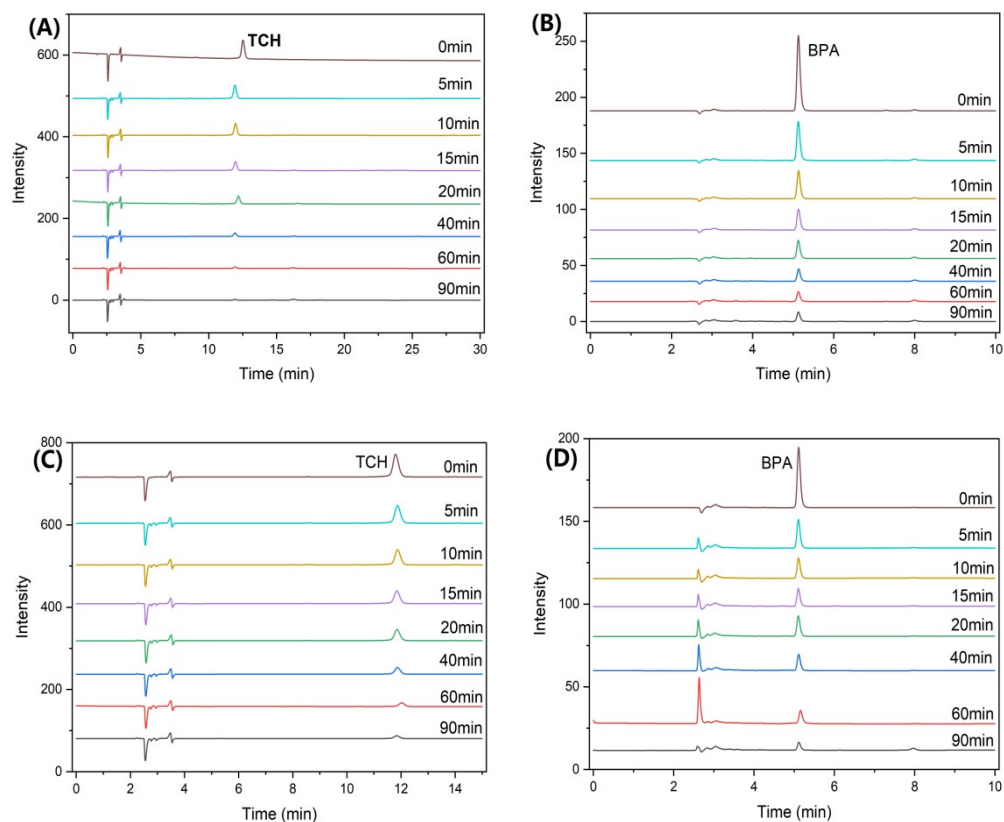 (A)
TCH
0min
5min
10min
15min
20min
40min
60min
90min
600
400
200
0
Intensity
0 5 10 15 20 25 30
Time (min)
(B)
BPA
0min
5min
10min
15min
20min
40min
60min
90min
250
200
150
100
50
0
Intensity
0 2 4 6 8 10
Time (min)
(C)
TCH
0min
5min
10min
15min
20min
40min
60min
90min
800
600
400
200
0
Intensity
0 2 4 6 8 10 12 14
Time (min)
(D)
BPA
0min
5min
10min
15min
20min
40min
60min
90min
200
150
100
50
0
Intensity
0 2 4 6 8 10
Time (min)